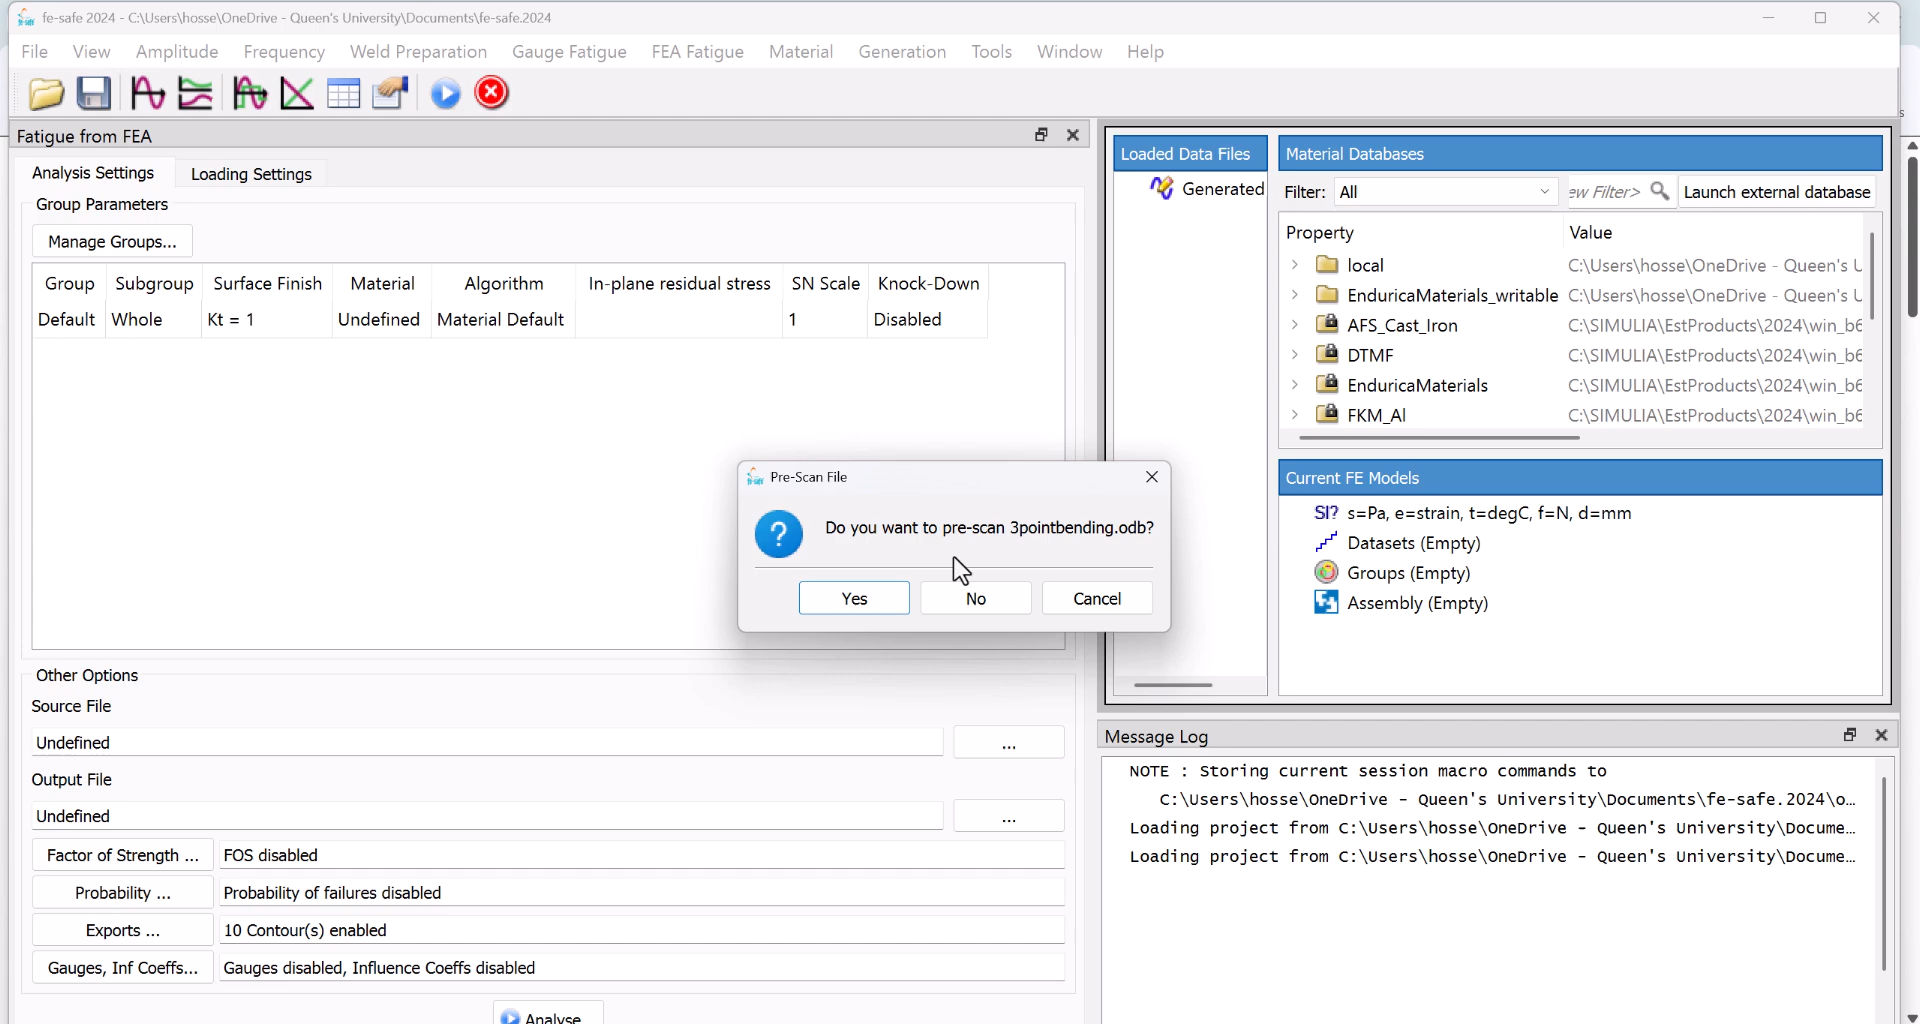 fe-safe 2024 - C:\Users\hosse\OneDrive - Queen's University\Documents\fe-safe.2024
File View Amplitude Frequency Weld Preparation Gauge Fatigue FEA Fatigue Material Generation Tools Window Help
Fatigue from FEA
Analysis Settings Loading Settings
Group Parameters
Manage Groups...
Group Subgroup Surface Finish Material Algorithm In-plane residual stress SN Scale Knock-Down
Default Whole Kt = 1 Undefined Material Default 1 Disabled
Other Options
Source File
Undefined ...
Output File
Undefined ...
Factor of Strength ... FOS disabled
Probability ... Probability of failures disabled
Exports ... 10 Contour(s) enabled
Gauges, Inf Coeffs... Gauges disabled, Influence Coeffs disabled
Analyse
Pre-Scan File
Do you want to pre-scan 3pointbending.odb?
Yes No Cancel
Loaded Data Files
Generated
Material Databases
Filter: All ew Filter> Launch external database
Property Value
local C:\Users\hosse\OneDrive - Queen's U
EnduricaMaterials_writable C:\Users\hosse\OneDrive - Queen's U
AFS_Cast_Iron C:\SIMULIA\EstProducts\2024\win_b6
DTMF C:\SIMULIA\EstProducts\2024\win_b6
EnduricaMaterials C:\SIMULIA\EstProducts\2024\win_b6
FKM_Al C:\SIMULIA\EstProducts\2024\win_b6
Current FE Models
SI? s=Pa, e=strain, t=degC, f=N, d=mm
Datasets (Empty)
Groups (Empty)
Assembly (Empty)
Message Log
NOTE : Storing current session macro commands to
C:\Users\hosse\OneDrive - Queen's University\Documents\fe-safe.2024\o...
Loading project from C:\Users\hosse\OneDrive - Queen's University\Docume...
Loading project from C:\Users\hosse\OneDrive - Queen's University\Docume...